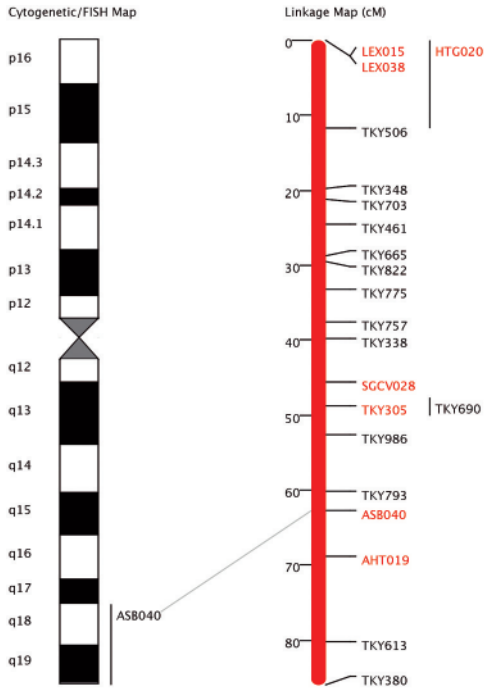 Cytogenetic/FISH Map
p16
p15
p14.3
p14.2
p14.1
p13
p12
q12
q13
q14
q15
q16
q17
q18
q19
ASB040
Linkage Map (cM)
0
10
20
30
40
50
60
70
80
LEX015
LEX038
HTG020
TKY506
TKY348
TKY703
TKY461
TKY665
TKY822
TKY775
TKY757
TKY338
SGCV028
TKY305
TKY690
TKY986
TKY793
ASB040
AHT019
TKY613
TKY380